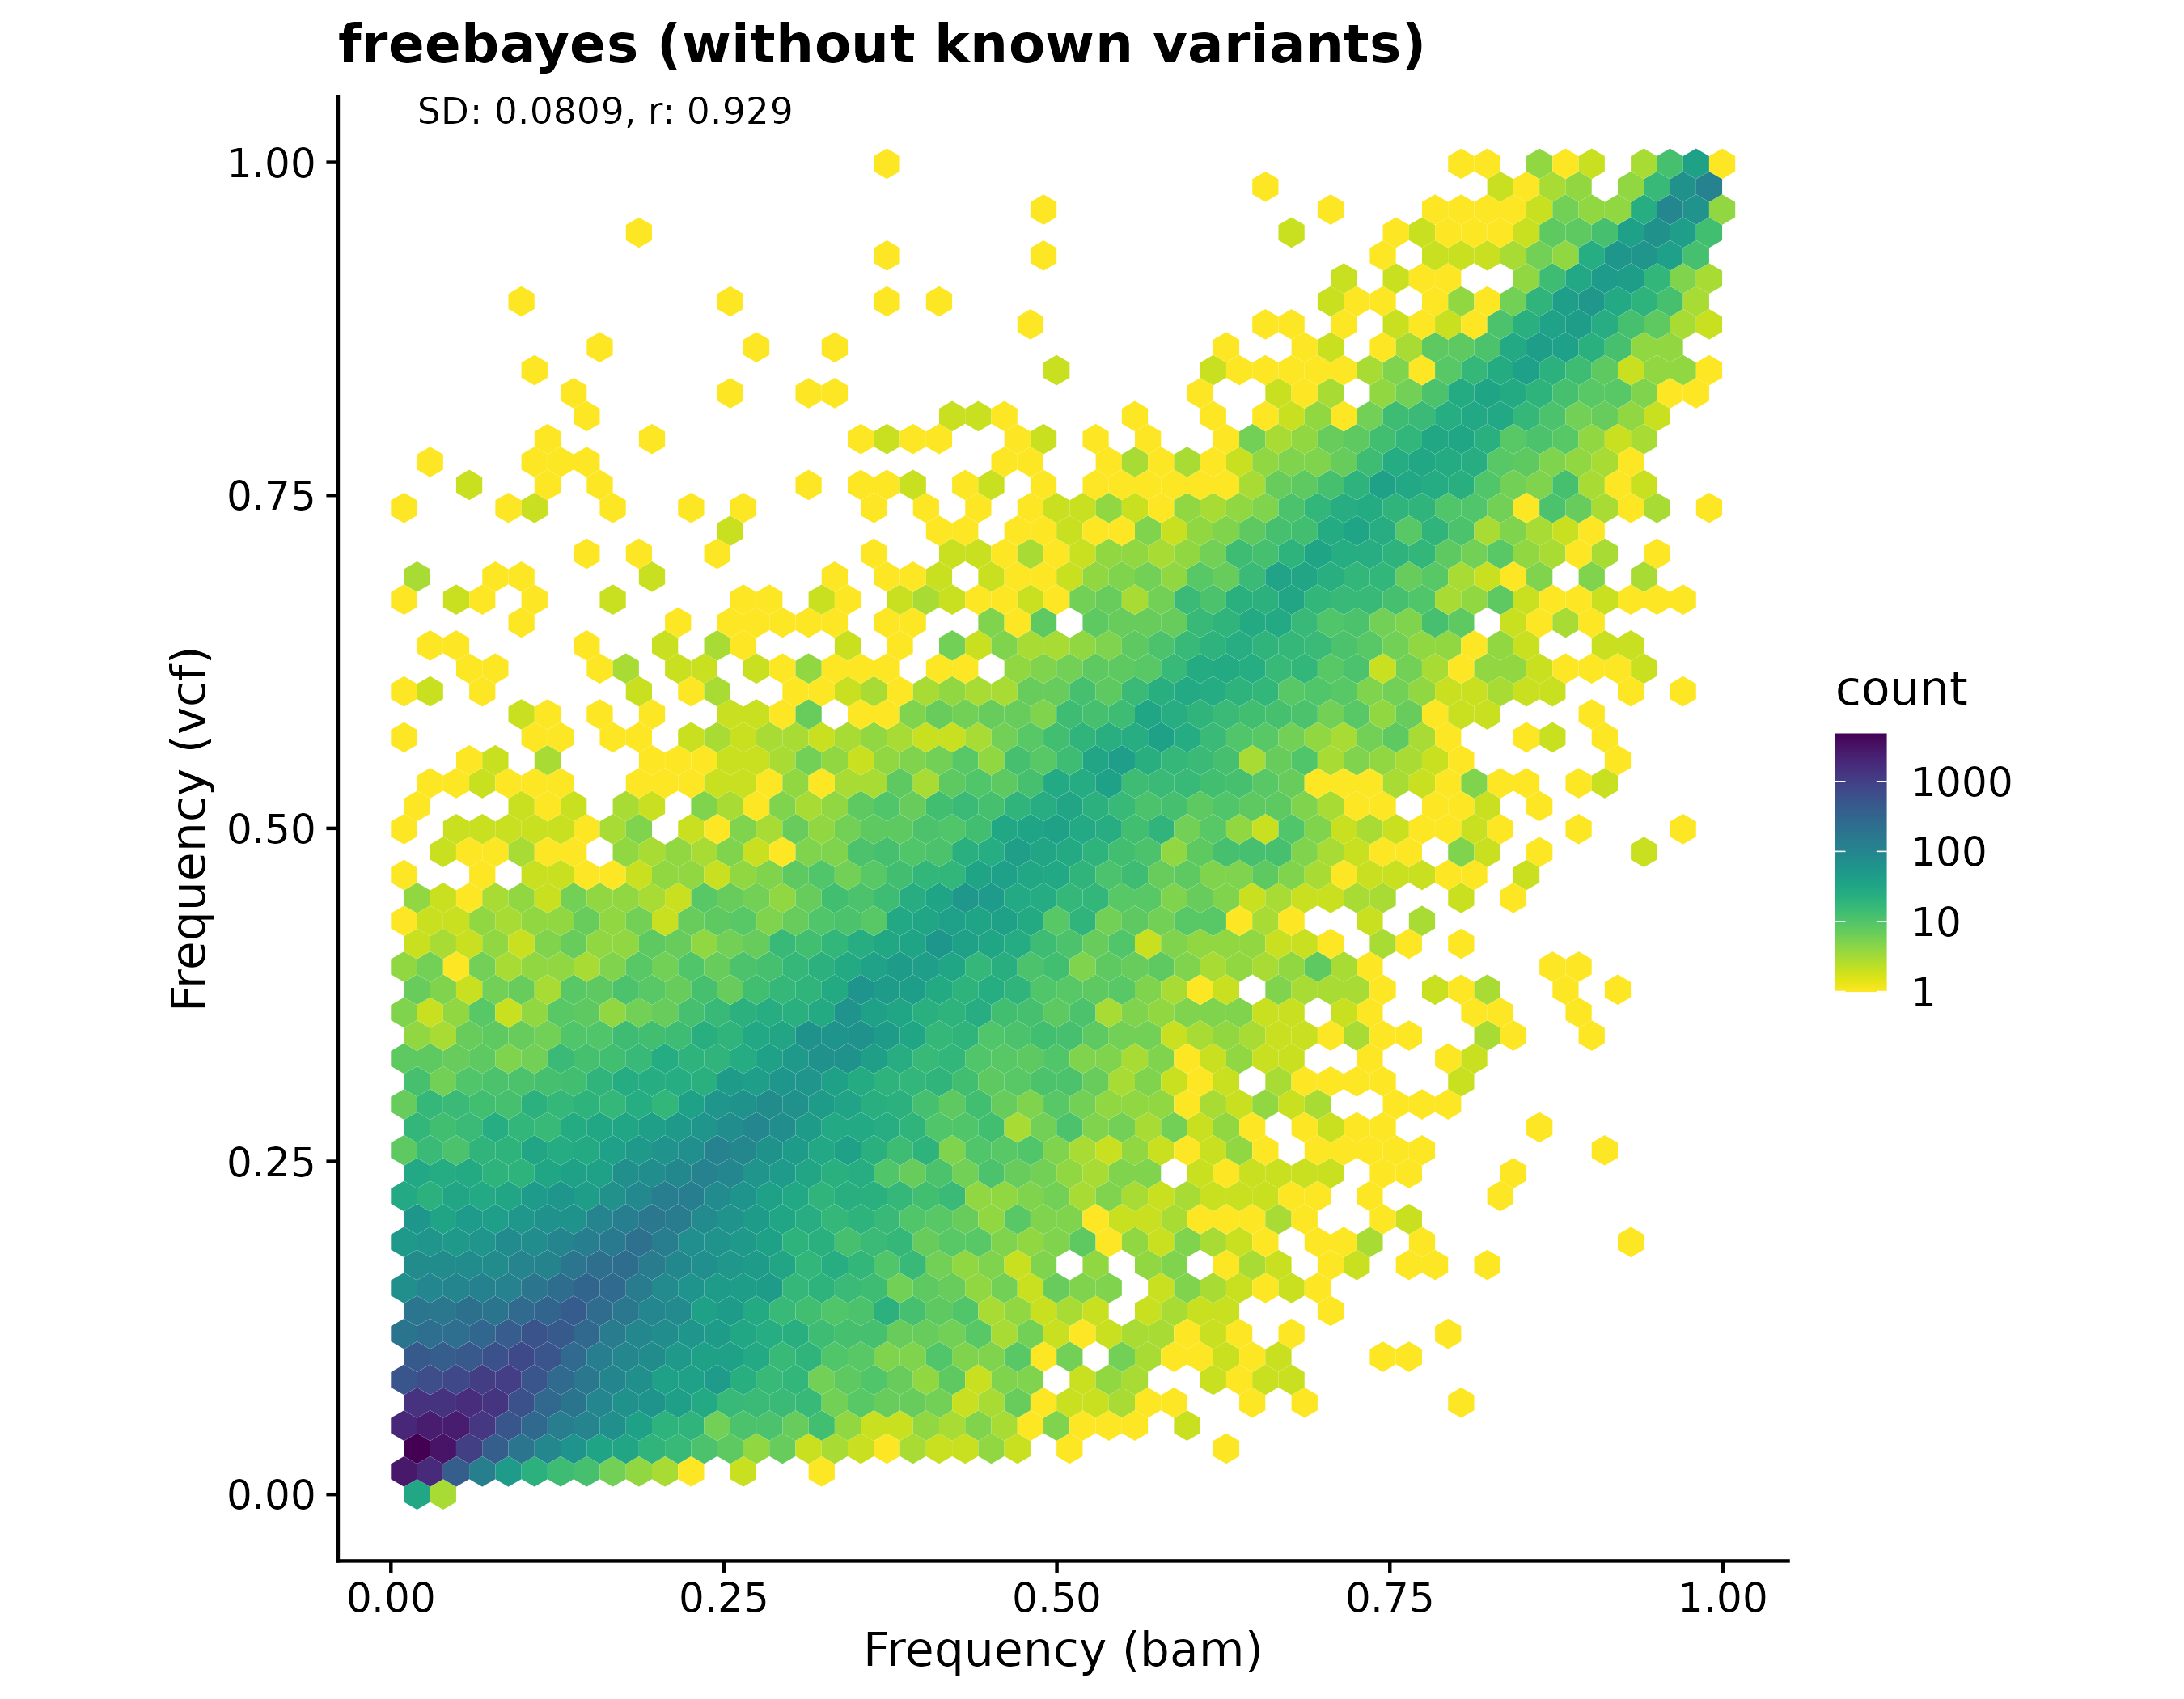 freebayes (without known variants)
SD: 0.0809, r: 0.929
1.00
0.75
0.50
0.25
0.00
Frequency (vcf)
0.00 0.25 0.50 0.75 1.00
Frequency (bam)
count
1000
100
10
1